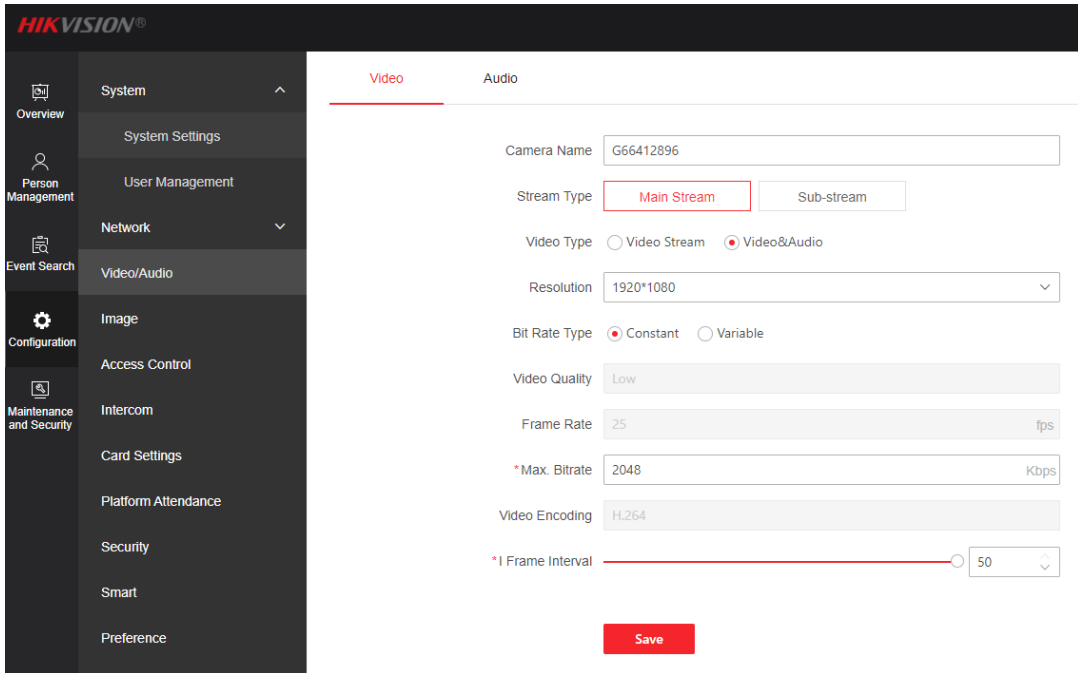 HIKVISION®
Overview
Person
Management
Event Search
Configuration
Maintenance
and Security
System
System Settings
User Management
Network
Video/Audio
Image
Access Control
Intercom
Card Settings
Platform Attendance
Security
Smart
Preference
Video Audio
Camera Name G66412896
Stream Type Main Stream Sub-stream
Video Type Video Stream Video&Audio
Resolution 1920*1080
Bit Rate Type Constant Variable
Video Quality Low
Frame Rate 25 fps
*Max. Bitrate 2048 Kbps
Video Encoding H.264
*I Frame Interval 50
Save